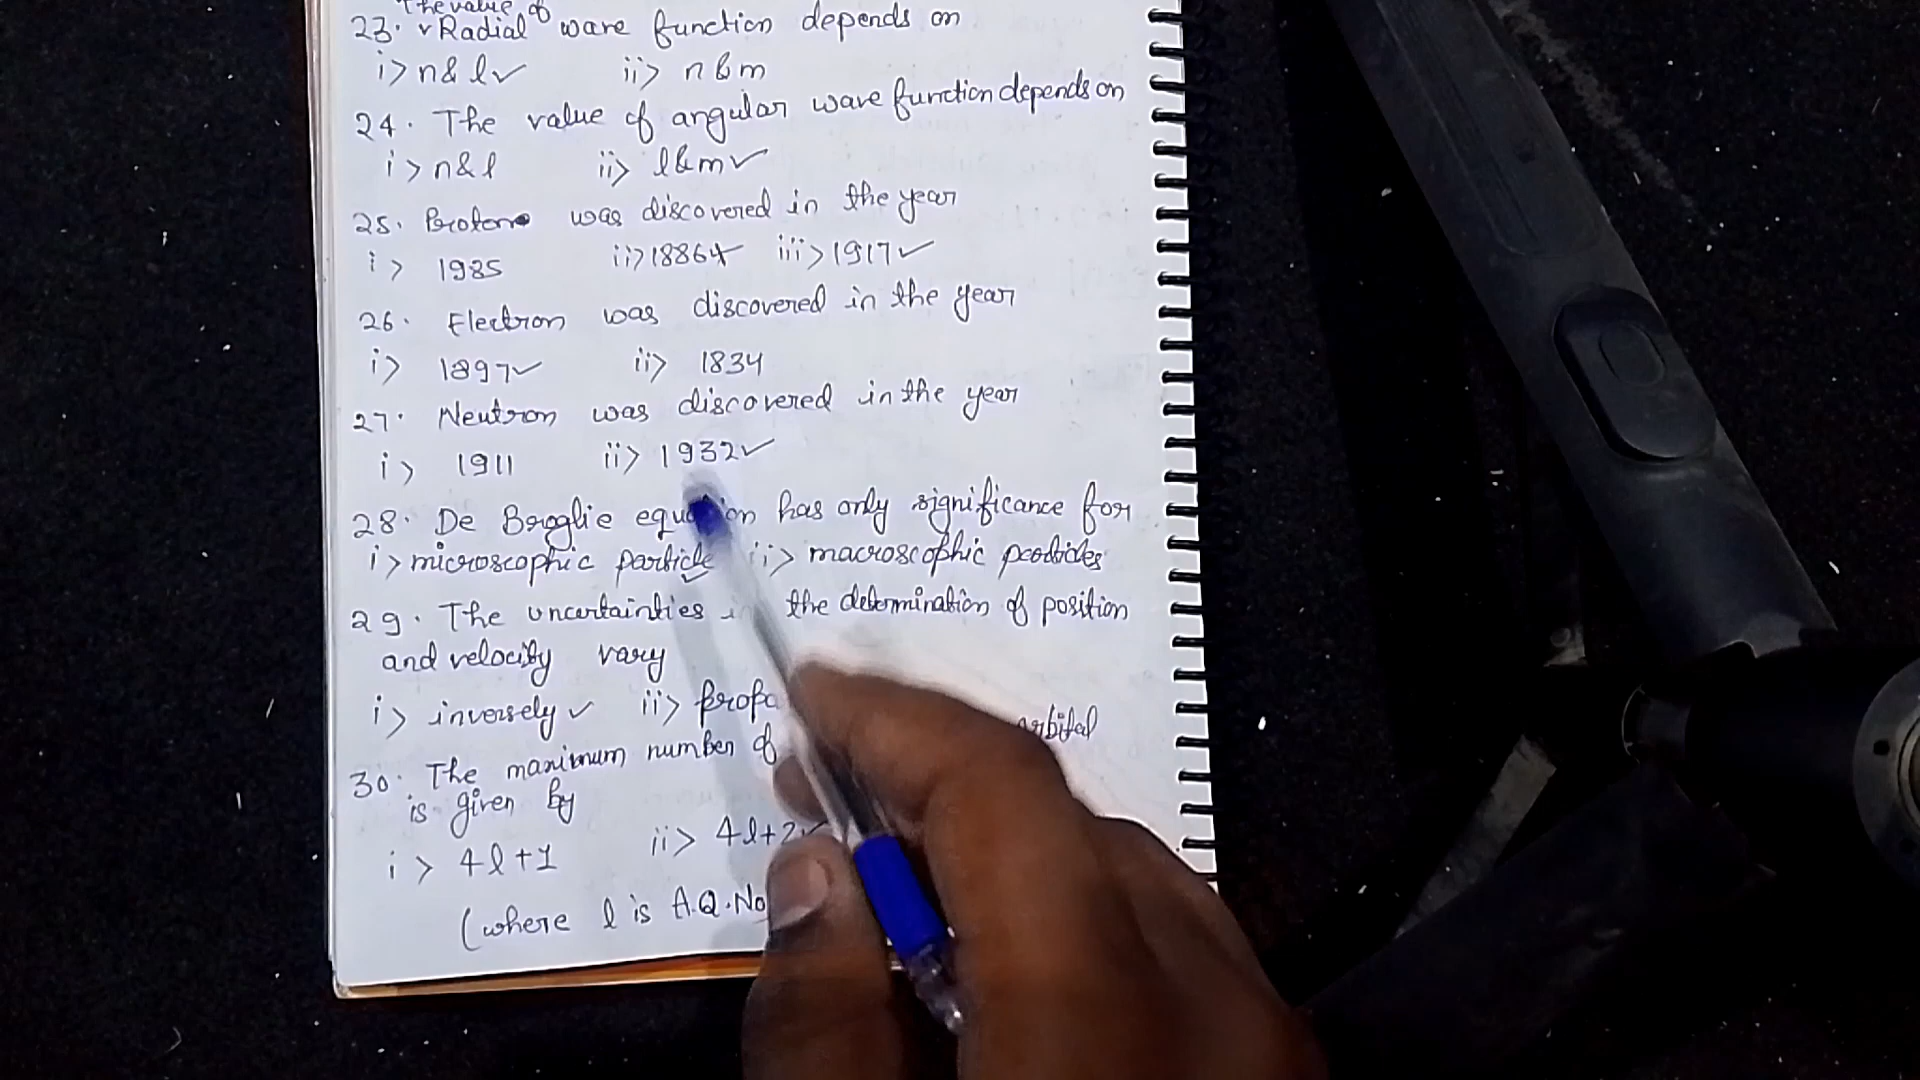 The value of
23. Radial wave function depends on
i> n & l✓ ii> n & m
24. The value of angular wave function depends on
i> n & l ii> l & m✓
25. Proton was discovered in the year
i> 1985 ii> 1886 iii> 1917✓
26. Electron was discovered in the year
i> 1897✓ ii> 1834
27. Neutron was discovered in the year
i> 1911 ii> 1932✓
28. De Broglie has only significance for
i> microscophic particle ii> macroscophic
29. The uncertainties the determination of position
and velocity vary
i> inversely✓ ii>
30. The maximum number of orbital
is given by
i> 4l+1 ii> 4l+2✓
(where l is A.Q.No